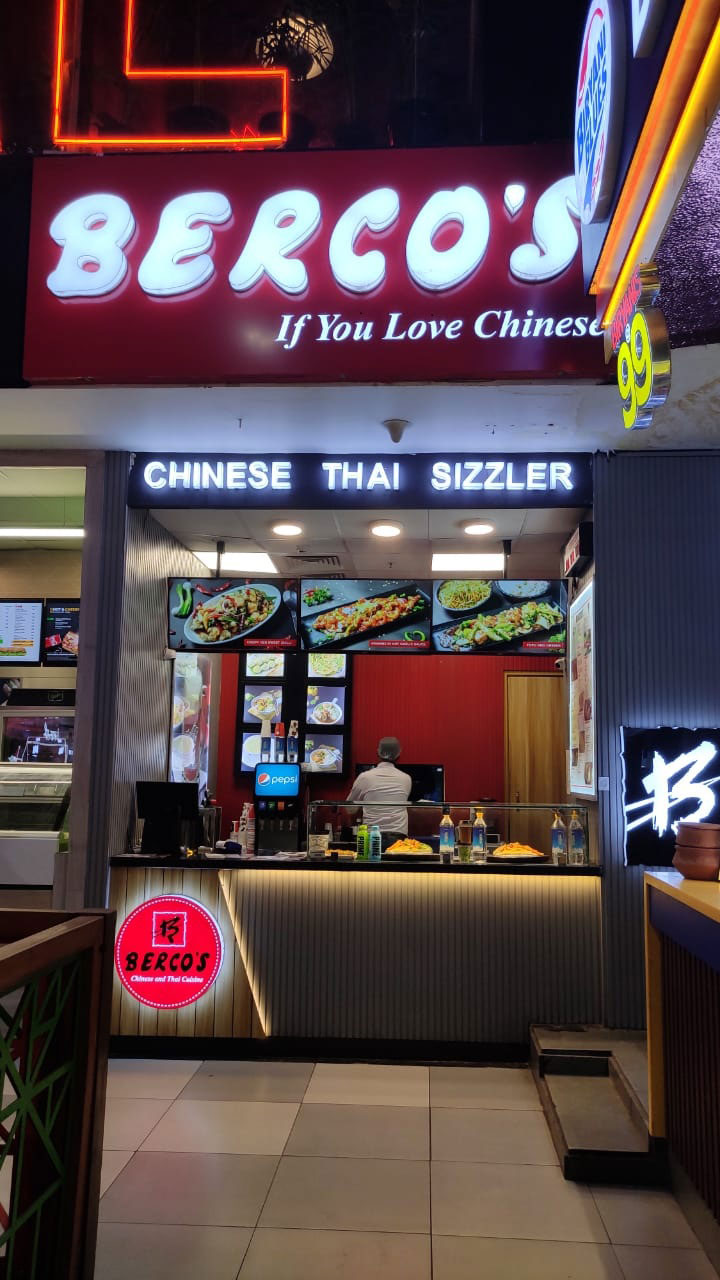 BERCO'S
If You Love Chinese
99
CHINESE THAI SIZZLER
pepsi
BERCO'S
Chinese and Thai Cuisine